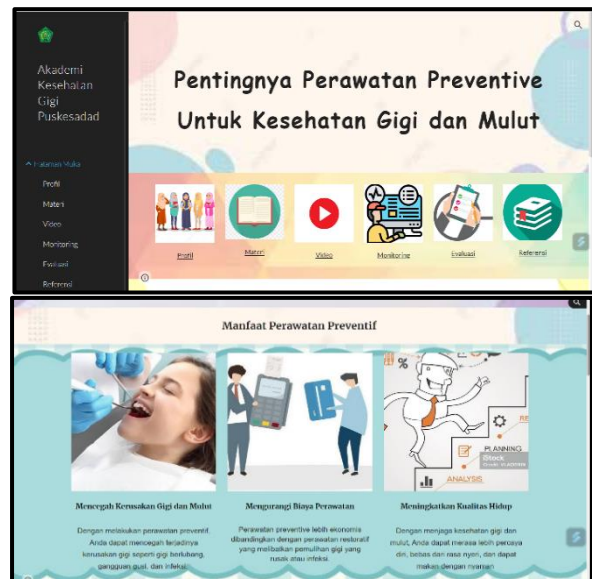 Akademi
Kesehatan
Gigi
Puskesadad
Halaman Muka
Profil
Materi
Video
Monitoring
Evaluasi
Referensi
Pentingnya Perawatan Preventive
Untuk Kesehatan Gigi dan Mulut
Profil
Materi
Video
Monitoring
Evaluasi
Referensi
Manfaat Perawatan Preventif
%
PLANNING
iStock
ANALYSIS
Mencegah Kerusakan Gigi dan Mulut
Dengan melakukan perawatan preventif,
Anda dapat mencegah terjadinya
kerusakan gigi seperti gigi berlubang,
gangguan gusi, dan infeksi.
Mengurangi Biaya Perawatan
Perawatan preventive lebih ekonomis
dibandingkan dengan perawatan restoratif
yang melibatkan pemulihan gigi yang
rusak atau infeksi.
Meningkatkan Kualitas Hidup
Dengan menjaga kesehatan gigi dan
mulut, Anda dapat merasa lebih percaya
diri, bebas dari rasa nyeri, dan dapat
makan dengan nyaman